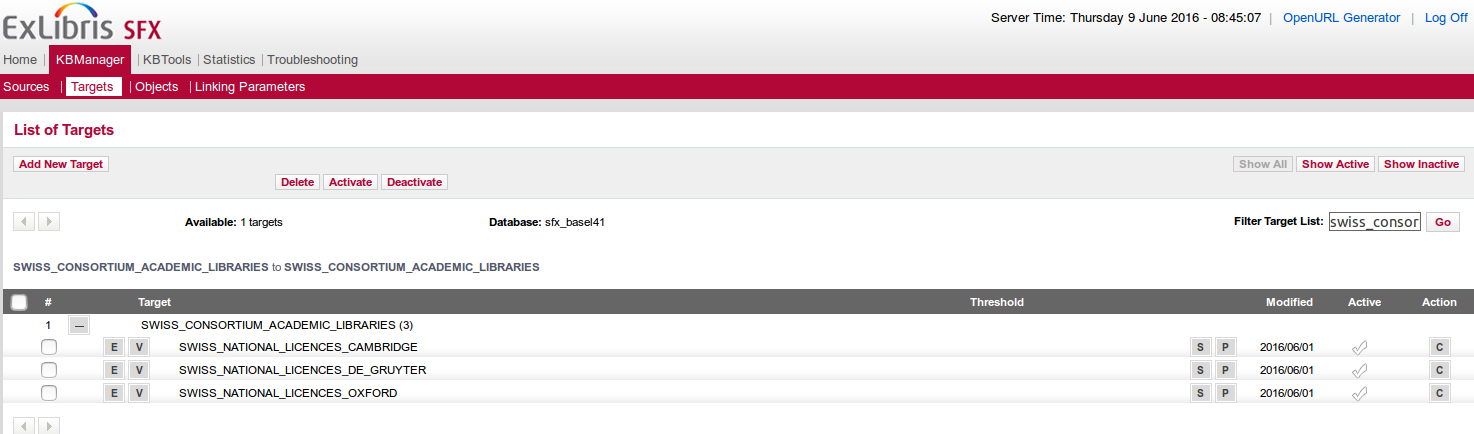 ExLibris SFX
Server Time: Thursday 9 June 2016 - 08:45:07 | OpenURL Generator | Log Off
Home | KBManager | KBTools | Statistics | Troubleshooting
Sources | Targets | Objects | Linking Parameters
List of Targets
Add New Target Show All Show Active Show Inactive
Delete Activate Deactivate
Available: 1 targets Database: sfx_basel41 Filter Target List: swiss_consor Go
SWISS_CONSORTIUM_ACADEMIC_LIBRARIES to SWISS_CONSORTIUM_ACADEMIC_LIBRARIES
# Target Threshold Modified Active Action
1 — SWISS_CONSORTIUM_ACADEMIC_LIBRARIES (3)
E V SWISS_NATIONAL_LICENCES_CAMBRIDGE S P 2016/06/01 C
E V SWISS_NATIONAL_LICENCES_DE_GRUYTER S P 2016/06/01 C
E V SWISS_NATIONAL_LICENCES_OXFORD S P 2016/06/01 C